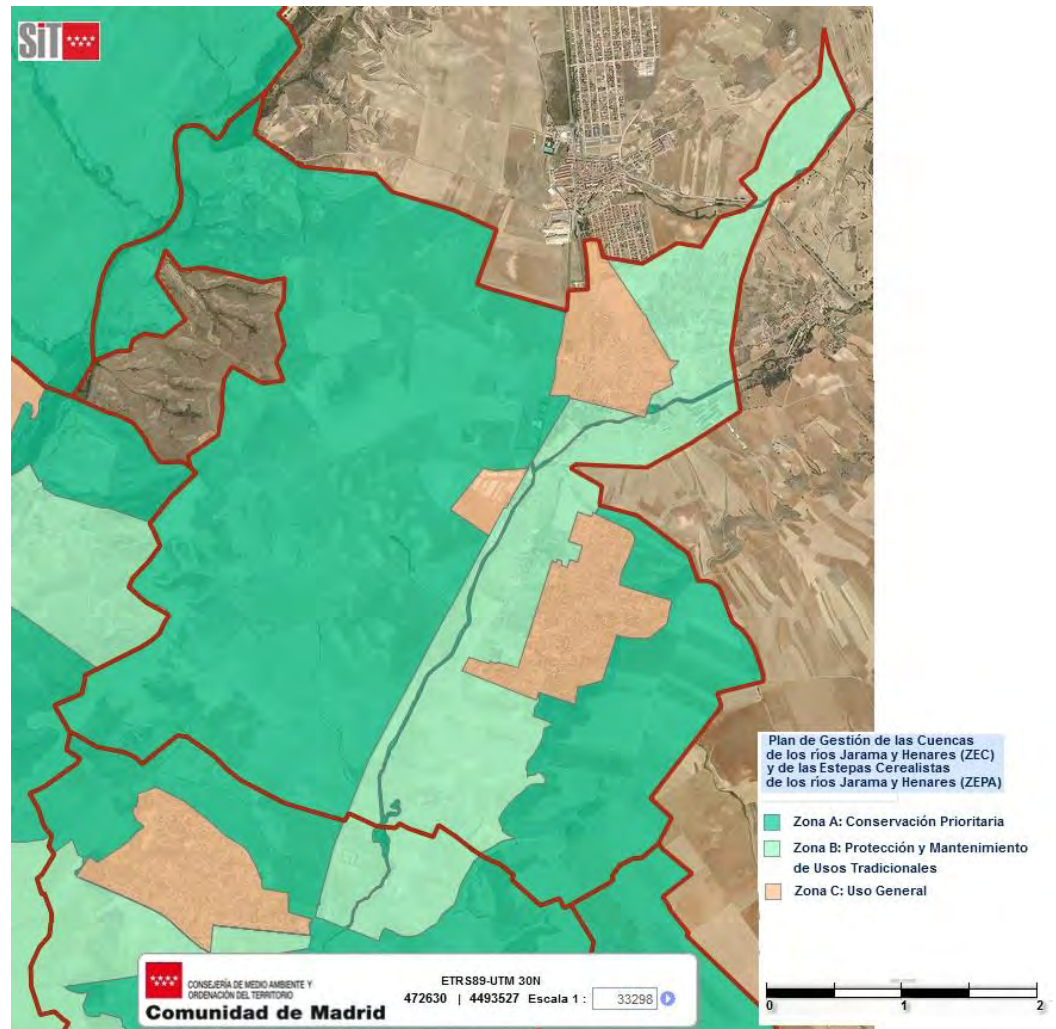 SiT
Plan de Gestión de las Cuencas
de los ríos Jarama y Henares (ZEC)
y de las Estepas Cerealistas
de los ríos Jarama y Henares (ZEPA)
Zona A: Conservación Prioritaria
Zona B: Protección y Mantenimiento
de Usos Tradicionales
Zona C: Uso General
CONSEJERÍA DE MEDIO AMBIENTE Y
ORDENACIÓN DEL TERRITORIO
Comunidad de Madrid
ETRS89-UTM 30N
472630 | 4493527 Escala 1 : 33298
0 1 2